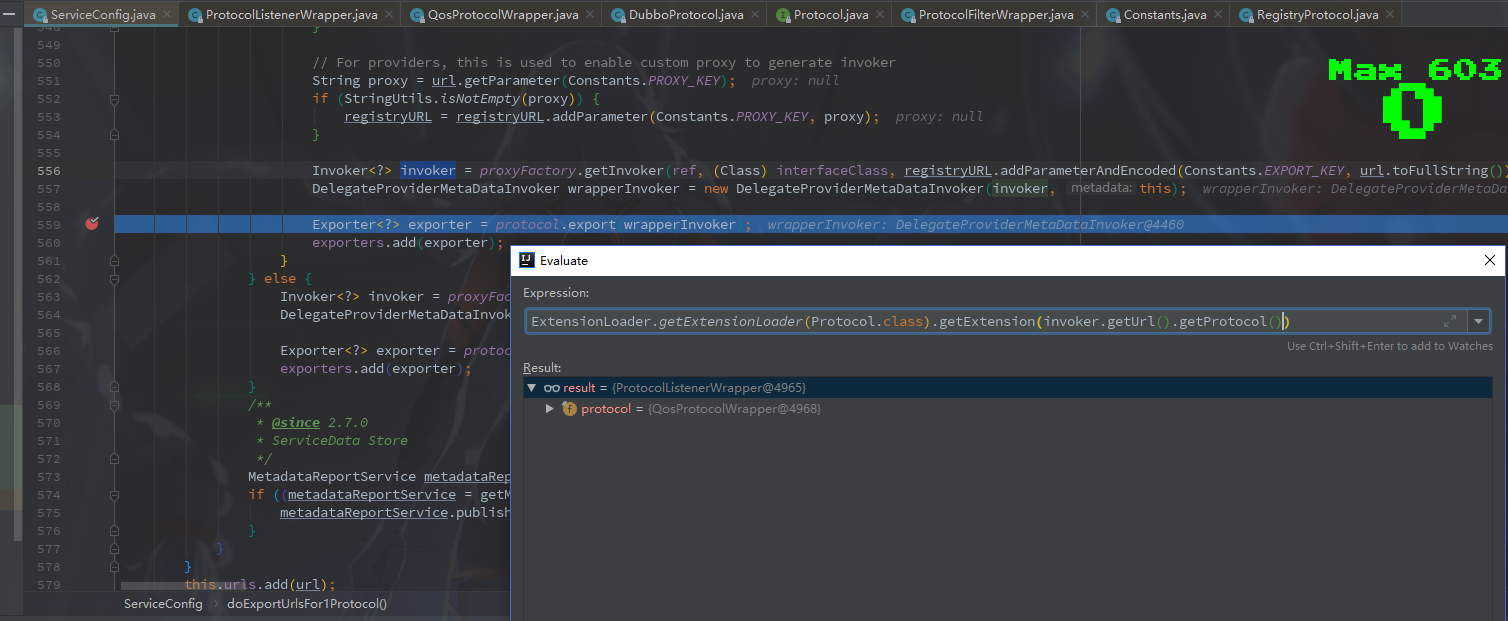 ServiceConfig.java ProtocolListenerWrapper.java QosProtocolWrapper.java DubboProtocol.java Protocol.java ProtocolFilterWrapper.java Constants.java RegistryProtocol.java
548 }
549
550 // For providers, this is used to enable custom proxy to generate invoker
551 String proxy = url.getParameter(Constants.PROXY_KEY); proxy: null
552 if (StringUtils.isNotEmpty(proxy)) {
553 registryURL = registryURL.addParameter(Constants.PROXY_KEY, proxy); proxy: null
554 }
555
556 Invoker<?> invoker = proxyFactory.getInvoker(ref, (Class) interfaceClass, registryURL.addParameterAndEncoded(Constants.EXPORT_KEY, url.toFullString())
557 DelegateProviderMetaDataInvoker wrapperInvoker = new DelegateProviderMetaDataInvoker(invoker, metadata: this); wrapperInvoker: DelegateProviderMetaDa
558
559 Exporter<?> exporter = protocol.export wrapperInvoker ; wrapperInvoker: DelegateProviderMetaDataInvoker@4460
560 exporters.add(exporter);
561 }
562 } else {
563 Invoker<?> invoker = proxyFac
564 DelegateProviderMetaDataInvok
565
566 Exporter<?> exporter = protoc
567 exporters.add(exporter);
568 }
569 /**
570 * @since 2.7.0
571 * ServiceData Store
572 */
573 MetadataReportService metadataRep
574 if ((metadataReportService = getM
575 metadataReportService.publish
576 }
577 }
578 }
579 this.urls.add(url);
ServiceConfig › doExportUrlsFor1Protocol()
Max 603
0
Evaluate
Expression:
ExtensionLoader.getExtensionLoader(Protocol.class).getExtension(invoker.getUrl().getProtocol())
Use Ctrl+Shift+Enter to add to Watches
Result:
result = {ProtocolListenerWrapper@4965}
protocol = {QosProtocolWrapper@4968}